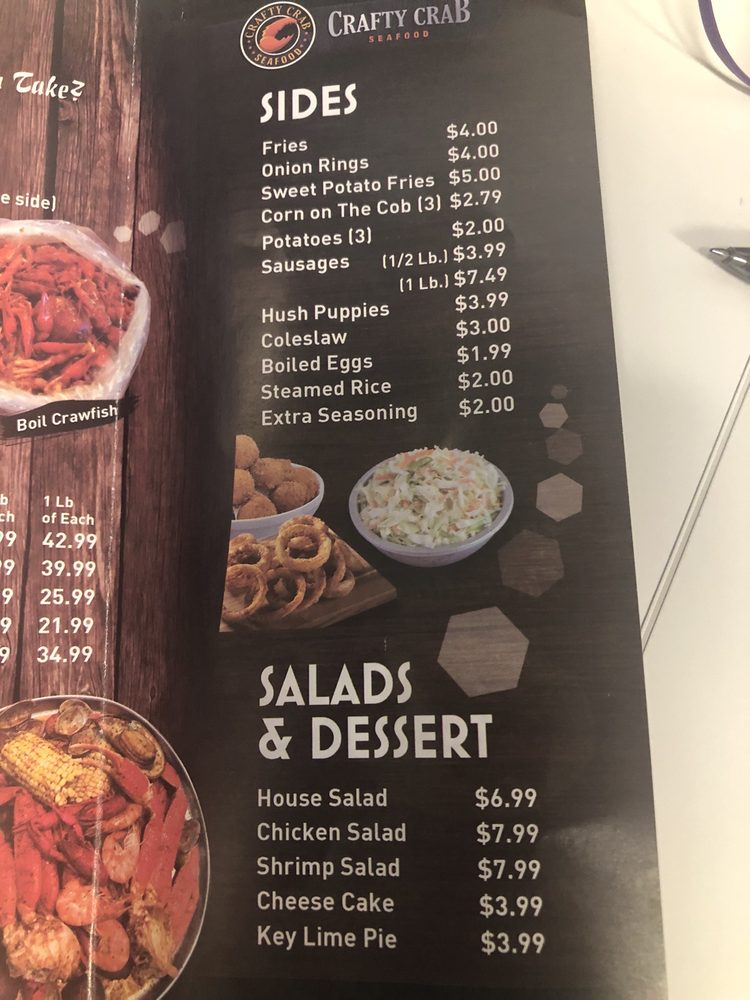 CRAFTY CRAB
SEAFOOD
CRAFTY CRAB
SEAFOOD
Take?
e side)
Boil Crawfish
1 Lb
of Each
42.99
39.99
25.99
21.99
34.99
SIDES
Fries $4.00
Onion Rings $4.00
Sweet Potato Fries $5.00
Corn on The Cob (3) $2.79
Potatoes (3) $2.00
Sausages (1/2 Lb.) $3.99
(1 Lb.) $7.49
Hush Puppies $3.99
Coleslaw $3.00
Boiled Eggs $1.99
Steamed Rice $2.00
Extra Seasoning $2.00
SALADS
& DESSERT
House Salad $6.99
Chicken Salad $7.99
Shrimp Salad $7.99
Cheese Cake $3.99
Key Lime Pie $3.99